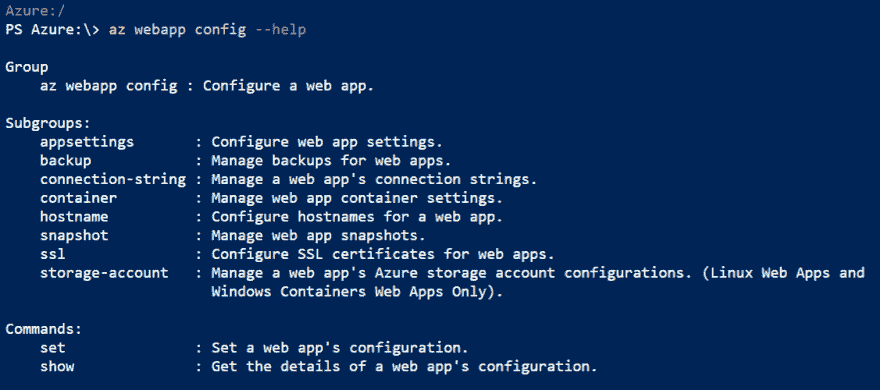 Azure:/
PS Azure:\> az webapp config --help
Group
az webapp config : Configure a web app.
Subgroups:
appsettings : Configure web app settings.
backup : Manage backups for web apps.
connection-string : Manage a web app's connection strings.
container : Manage web app container settings.
hostname : Configure hostnames for a web app.
snapshot : Manage web app snapshots.
ssl : Configure SSL certificates for web apps.
storage-account : Manage a web app's Azure storage account configurations. (Linux Web Apps and
Windows Containers Web Apps Only).
Commands:
set : Set a web app's configuration.
show : Get the details of a web app's configuration.